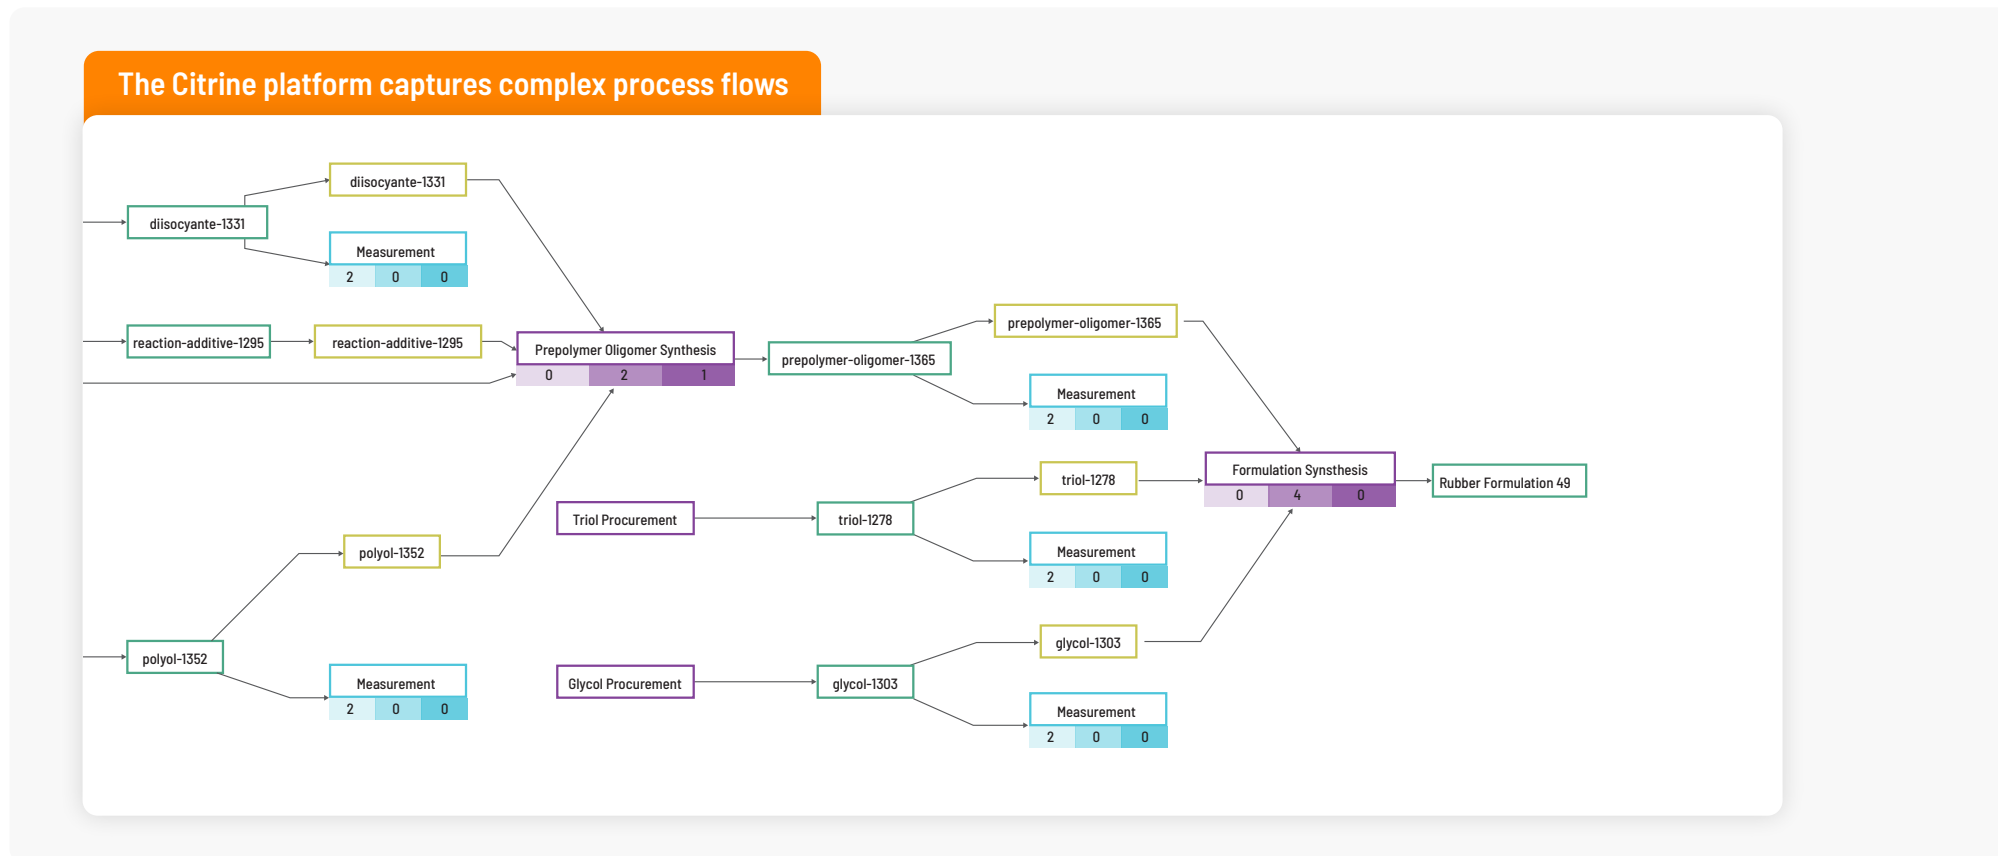 The Citrine platform captures complex process flows
diisocyante-1331
diisocyante-1331
Measurement
2 0 0
reaction-additive-1295
reaction-additive-1295
Prepolymer Oligomer Synthesis
0 2 1
prepolymer-oligomer-1365
prepolymer-oligomer-1365
Measurement
2 0 0
triol-1278
Formulation Synsthesis
0 4 0
Rubber Formulation 49
Triol Procurement
triol-1278
Measurement
2 0 0
polyol-1352
polyol-1352
Measurement
2 0 0
glycol-1303
Glycol Procurement
glycol-1303
Measurement
2 0 0